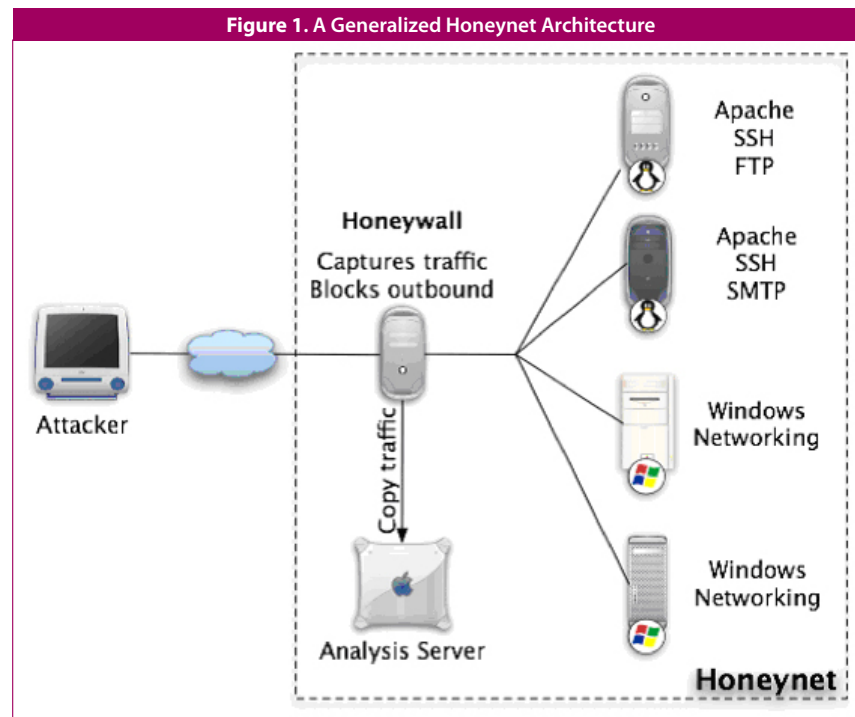 Figure 1. A Generalized Honeynet Architecture
Apache
SSH
FTP
Honeywall
Captures traffic
Blocks outbound
Apache
SSH
SMTP
Attacker
Copy traffic
Windows
Networking
Analysis Server
Windows
Networking
Honeynet